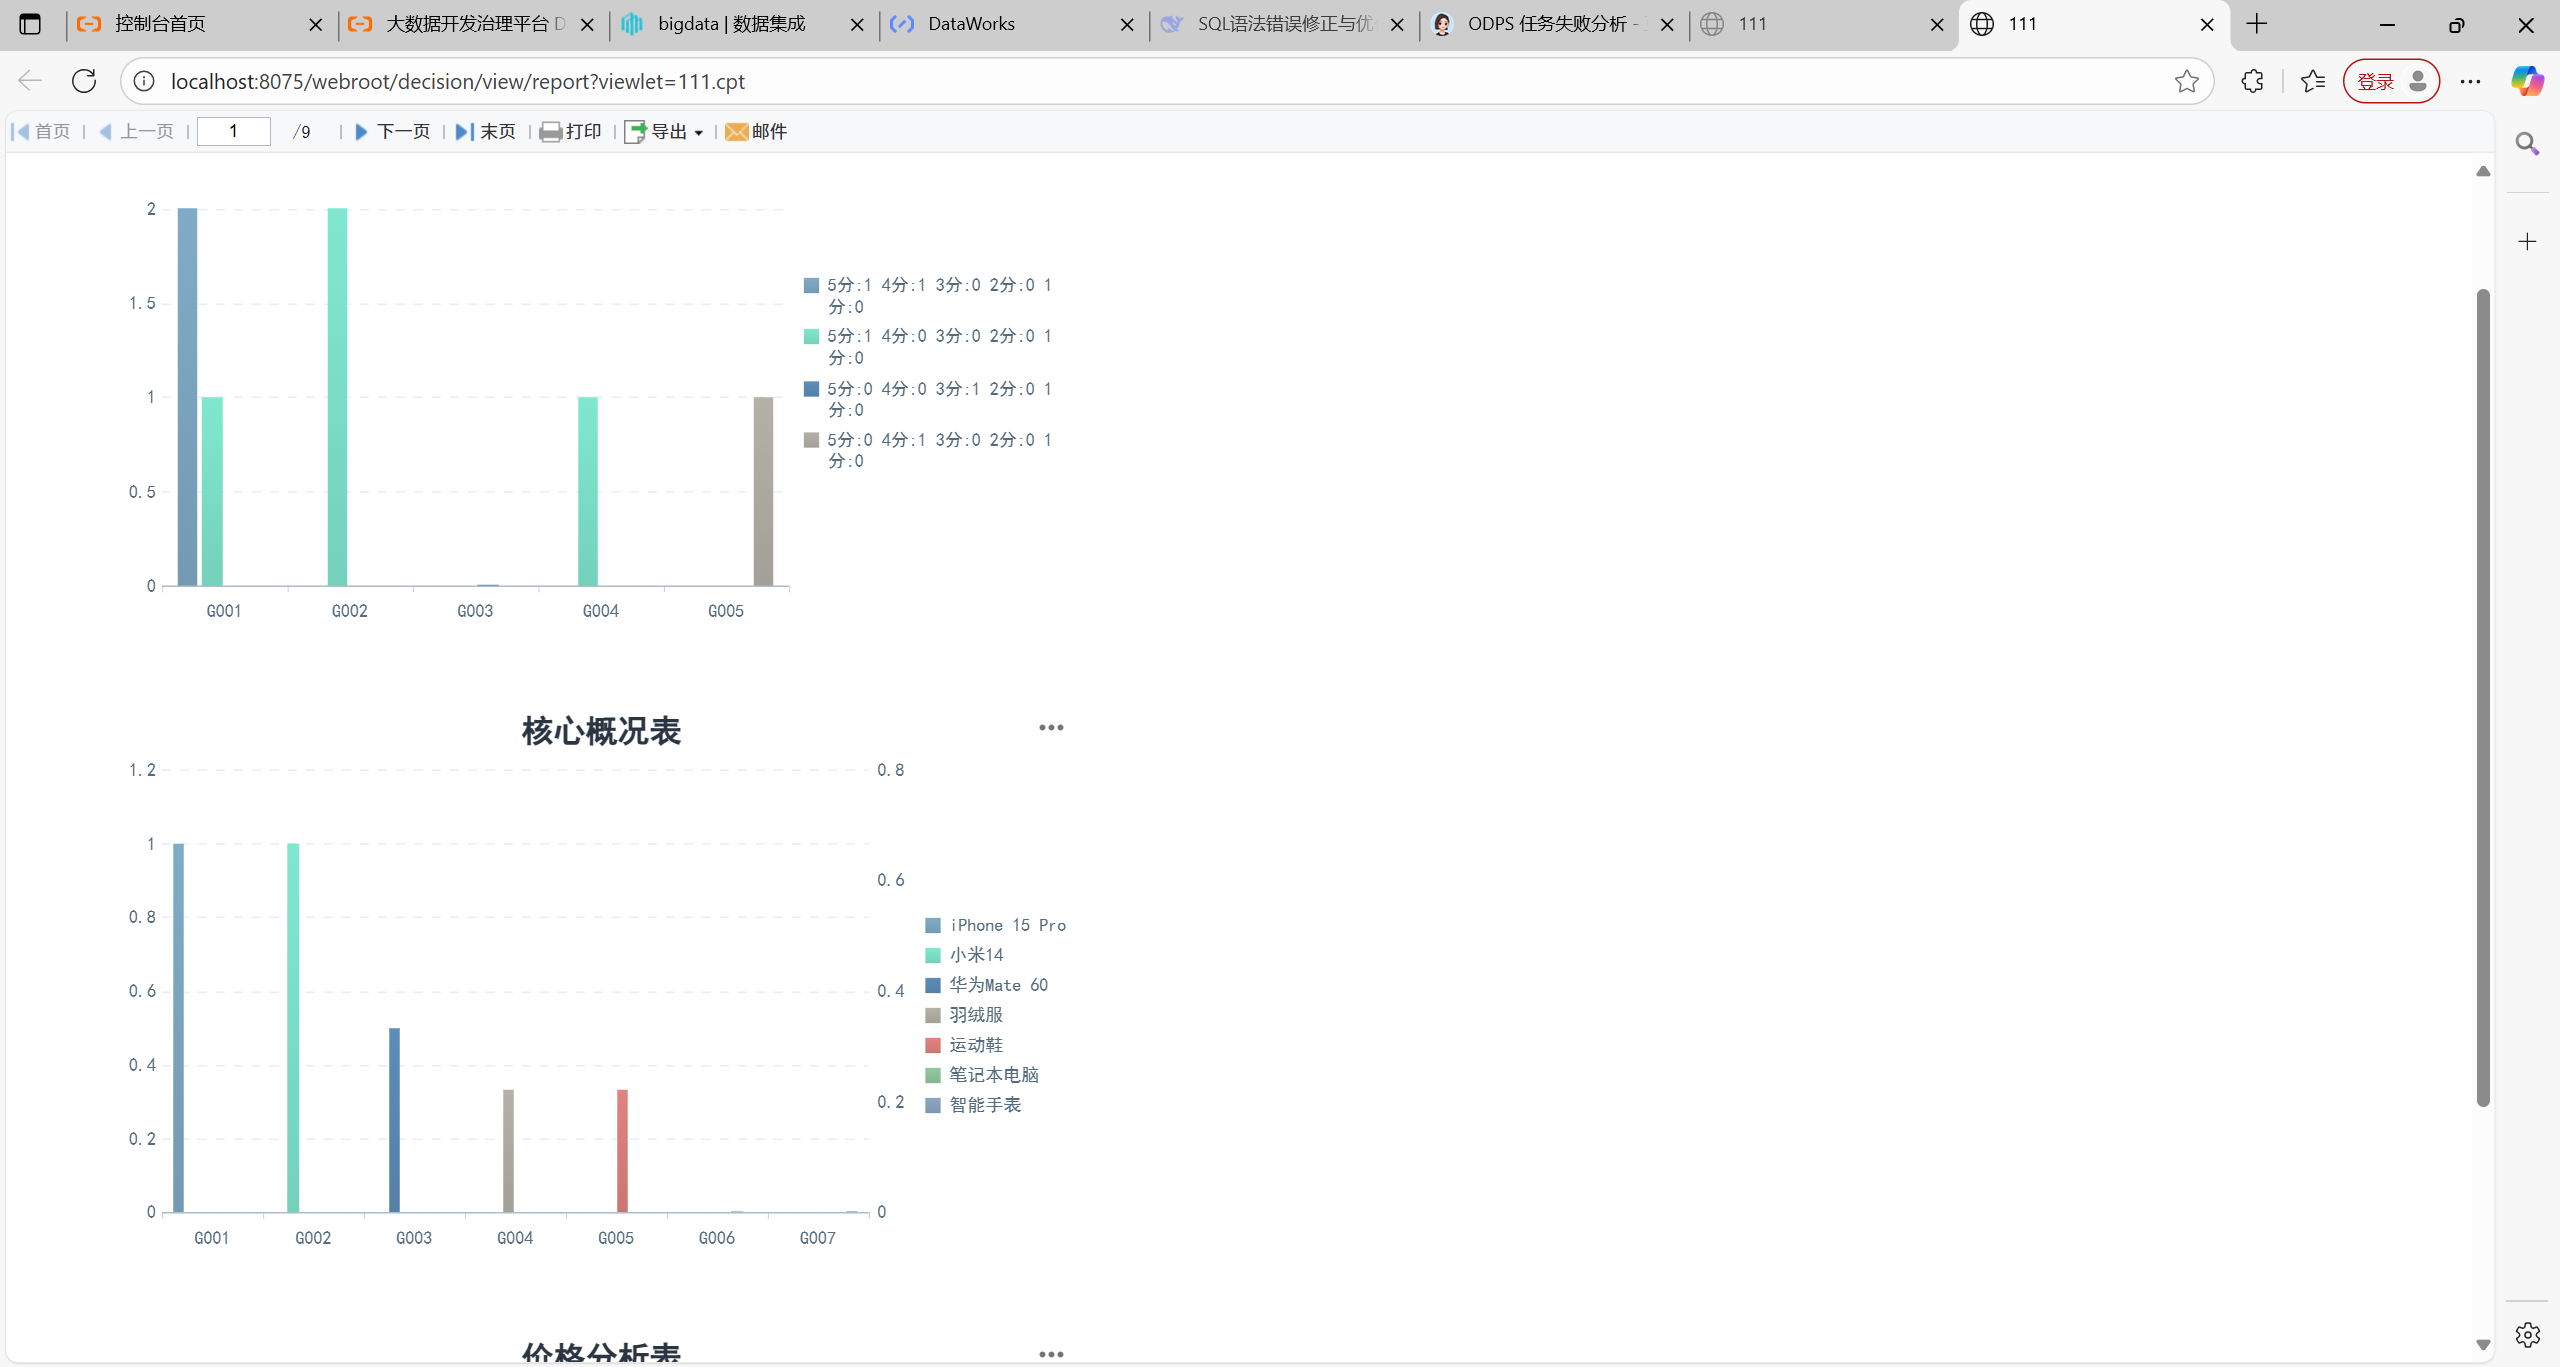 控制台首页
大数据开发治理平台 D
bigdata | 数据集成
DataWorks
SQL语法错误修正与优
ODPS 任务失败分析 -
111
111
localhost:8075/webroot/decision/view/report?viewlet=111.cpt
登录
首页
上一页
1
/9
下一页
末页
打印
导出
邮件
2
1.5
1
0.5
0
G001
G002
G003
G004
G005
5分:1 4分:1 3分:0 2分:0 1
分:0
5分:1 4分:0 3分:0 2分:0 1
分:0
5分:0 4分:0 3分:1 2分:0 1
分:0
5分:0 4分:1 3分:0 2分:0 1
分:0
核心概况表
1.2
1
0.8
0.6
0.4
0.2
0
0.8
0.6
0.4
0.2
0
G001
G002
G003
G004
G005
G006
G007
iPhone 15 Pro
小米14
华为Mate 60
羽绒服
运动鞋
笔记本电脑
智能手表
价格分析表